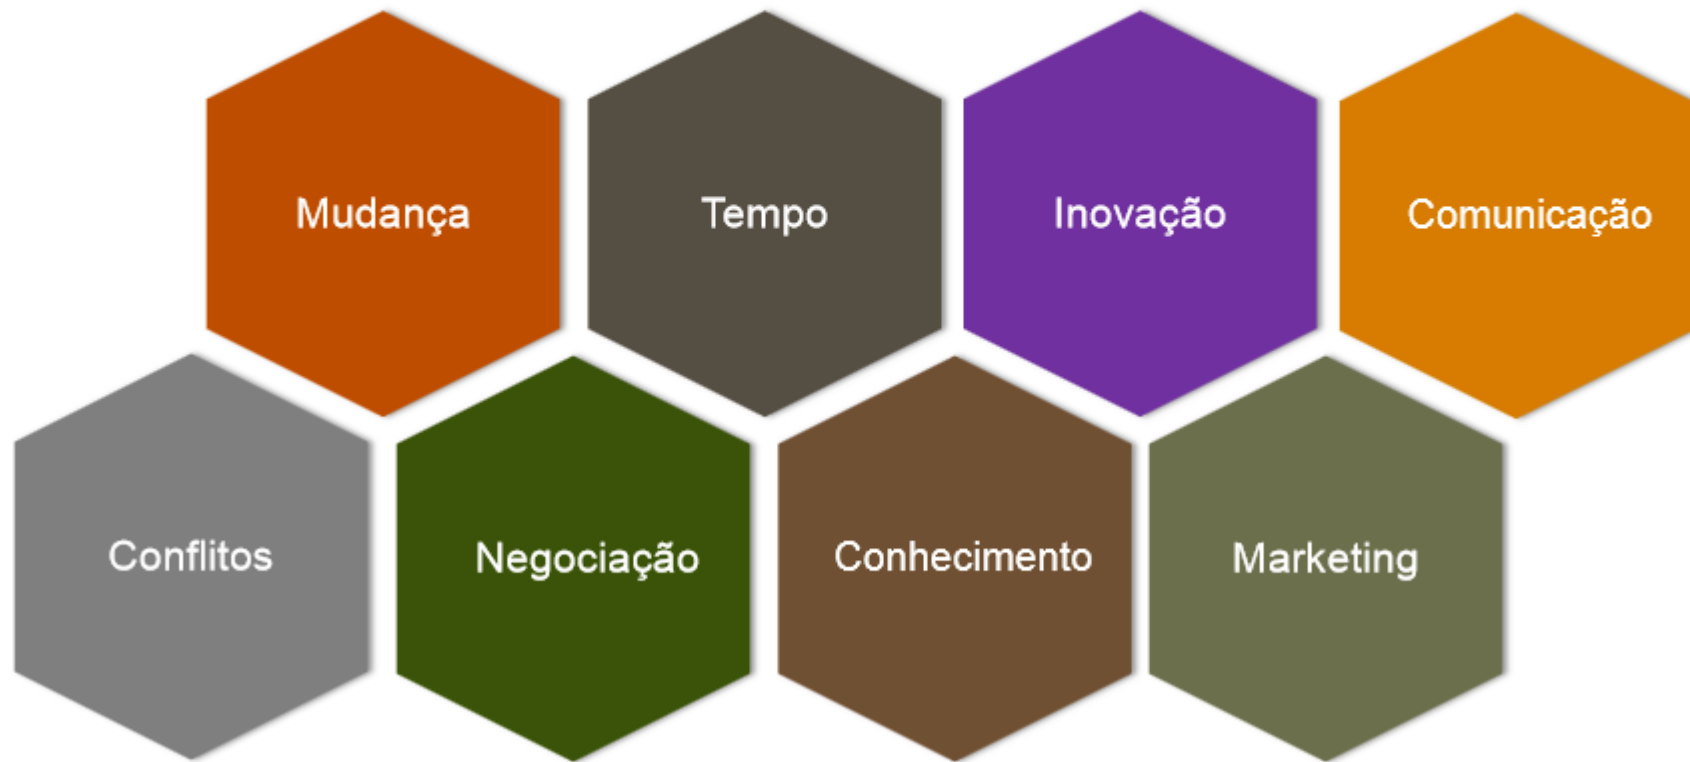 Mudança
Tempo
Inovação
Comunicação
Conflitos
Negociação
Conhecimento
Marketing